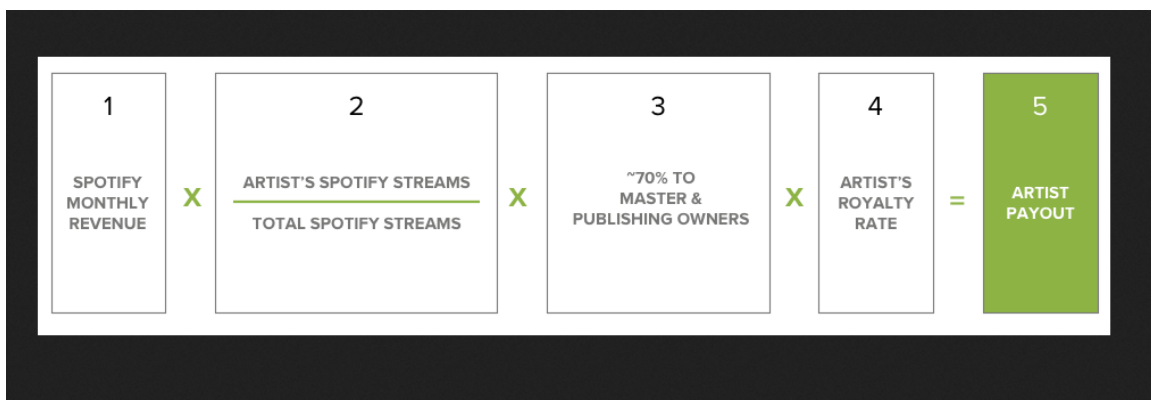 1
SPOTIFY
MONTHLY
REVENUE
X
2
ARTIST'S SPOTIFY STREAMS
TOTAL SPOTIFY STREAMS
X
3
~70% TO
MASTER &
PUBLISHING OWNERS
X
4
ARTIST'S
ROYALTY
RATE
=
5
ARTIST
PAYOUT